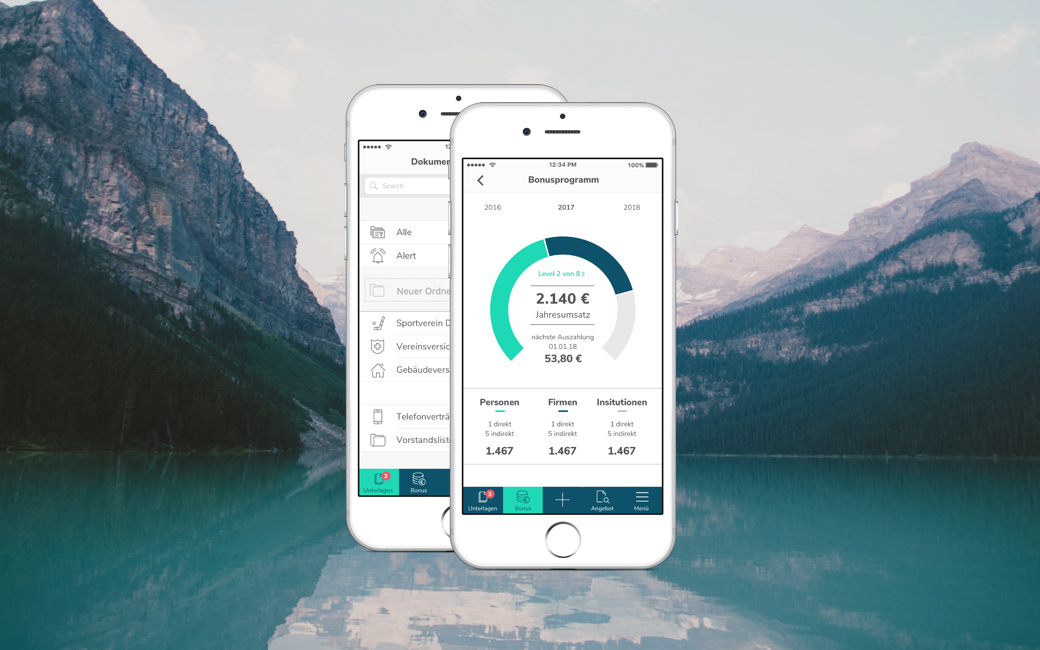 Dokumen
Search
Alle
Alert
Neuer Ordne
Sportverein D
Vereinsversic
Gebäudevers
Telefonverträ
Vorstandslist
3
Unterlagen
Bonus
12:34 PM
100%
Bonusprogramm
2016
2017
2018
Level 2 von 8
2.140 €
Jahresumsatz
nächste Auszahlung
01.01.18
53,80 €
Personen
Firmen
Insitutionen
1 direkt
1 direkt
1 direkt
5 indirekt
5 indirekt
5 indirekt
1.467
1.467
1.467
3
Unterlagen
Bonus
Angebot
Menü